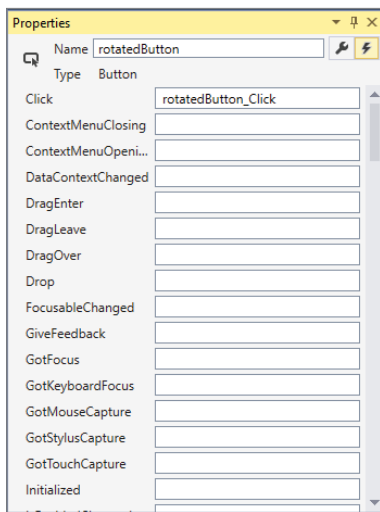 Properties
Name rotatedButton
Type Button
Click rotatedButton_Click
ContextMenuClosing
ContextMenuOpeni...
DataContextChanged
DragEnter
DragLeave
DragOver
Drop
FocusableChanged
GiveFeedback
GotFocus
GotKeyboardFocus
GotMouseCapture
GotStylusCapture
GotTouchCapture
Initialized